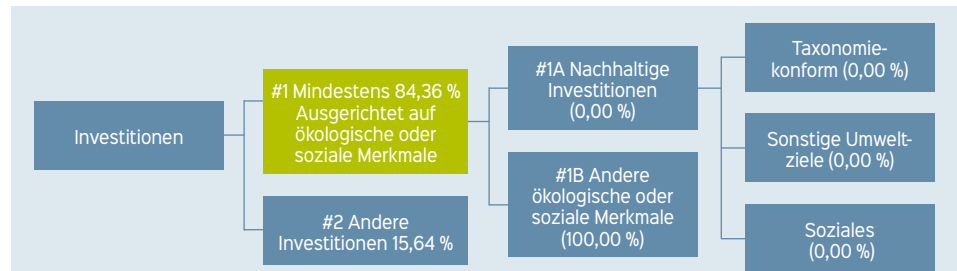 Investitionen
#1 Mindestens 84,36 %
Ausgerichtet auf
ökologische oder
soziale Merkmale
#2 Andere
Investitionen 15,64 %
#1A Nachhaltige
Investitionen
(0,00 %)
#1B Andere
ökologische oder
soziale Merkmale
(100,00 %)
Taxonomie-
konform (0,00 %)
Sonstige Umwelt-
ziele (0,00 %)
Soziales
(0,00 %)